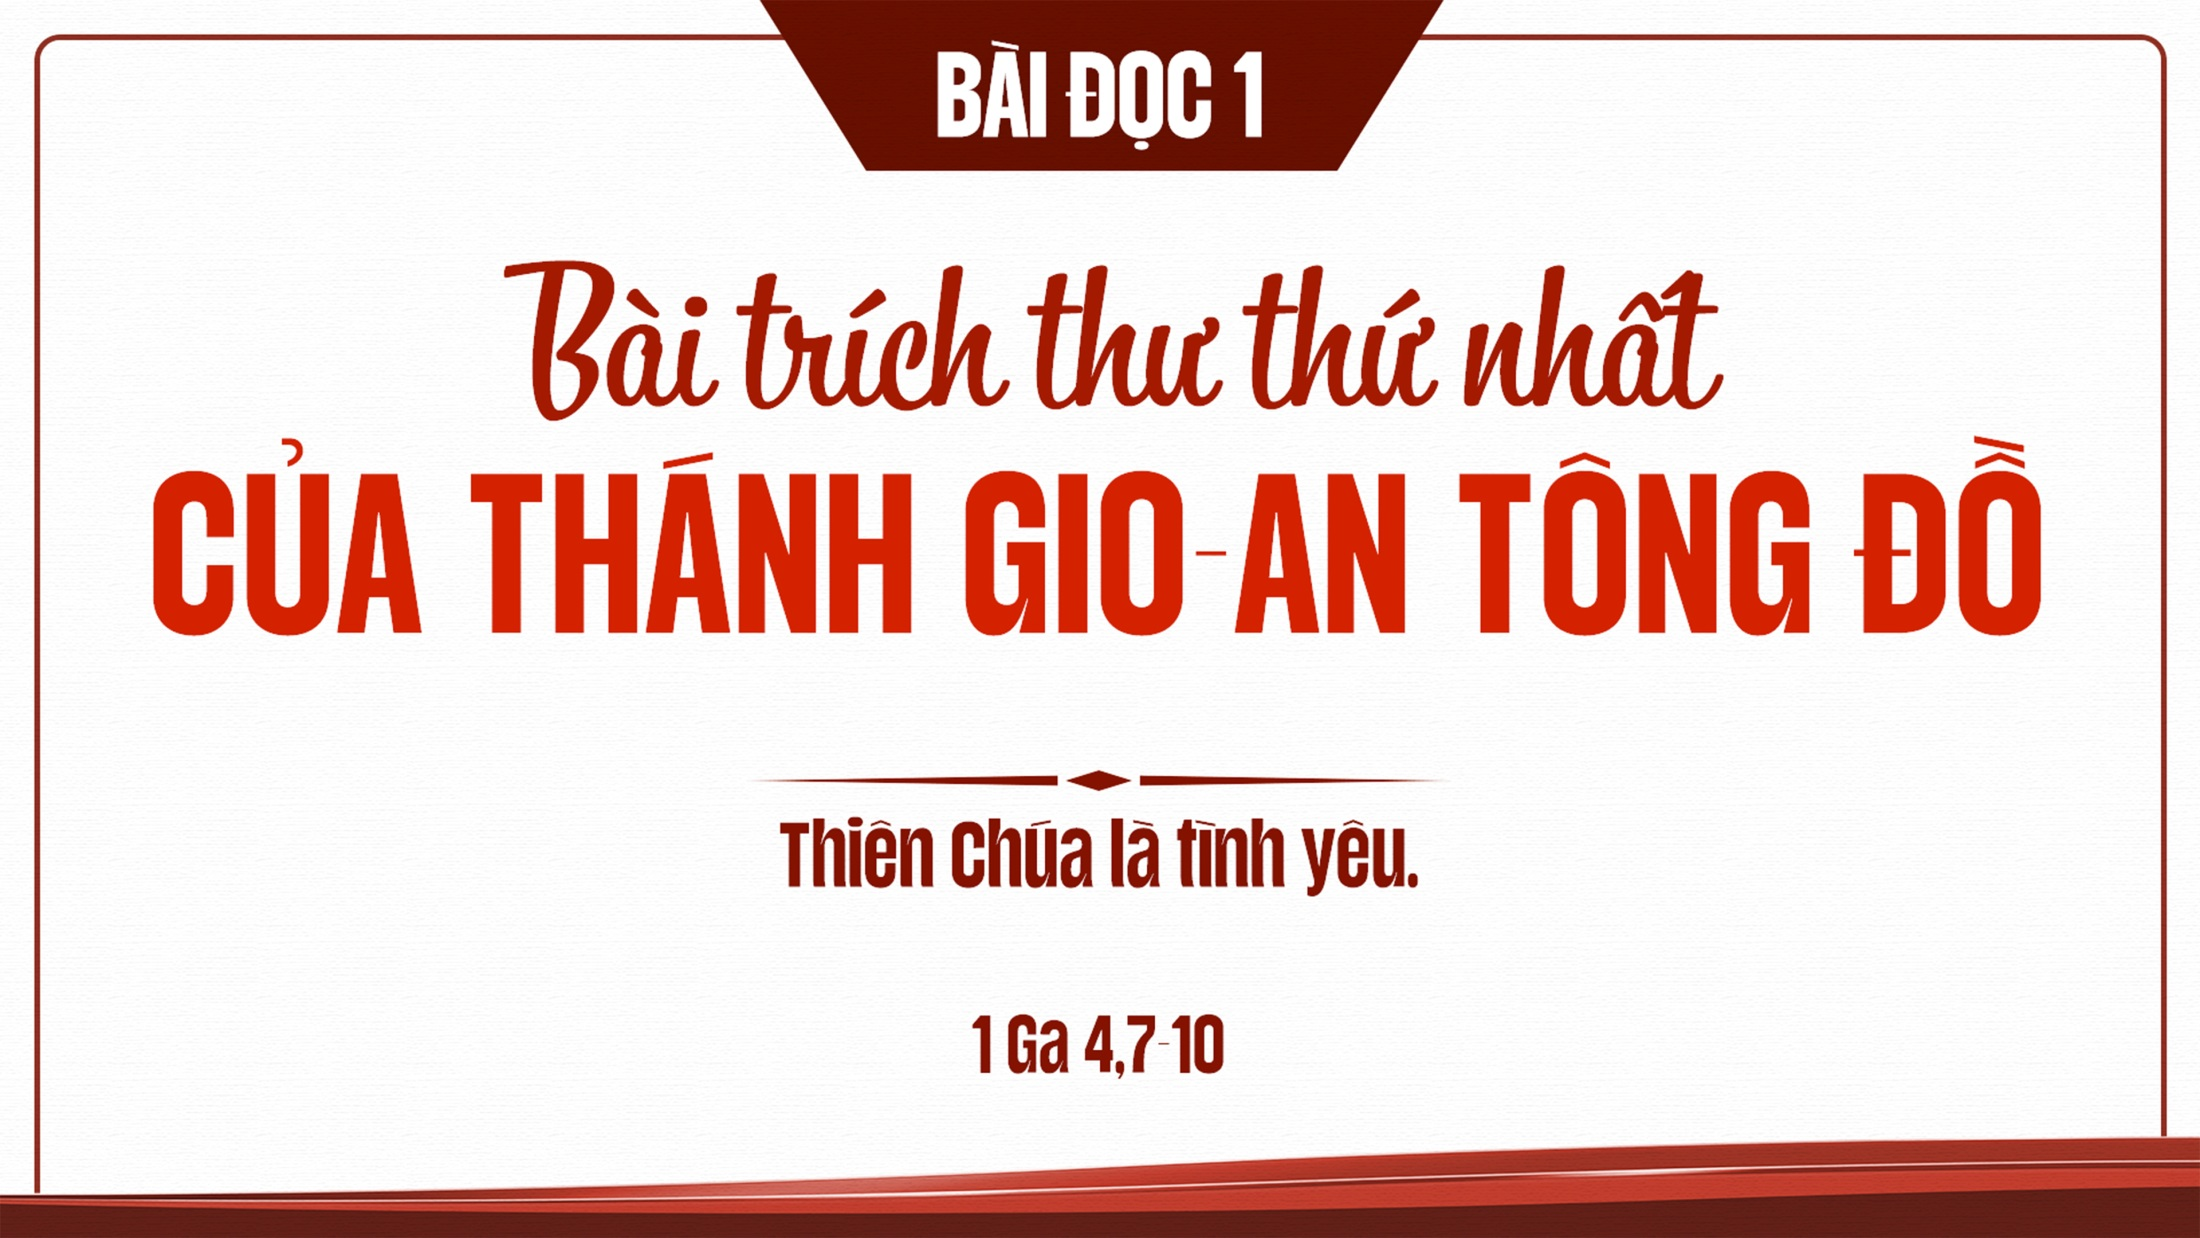 BÀI ĐỌC 1
Bài trích thư thứ nhất
CỦA THÁNH GIO-AN TÔNG ĐỒ
Thiên Chúa là tình yêu.
1 Ga 4,7-10